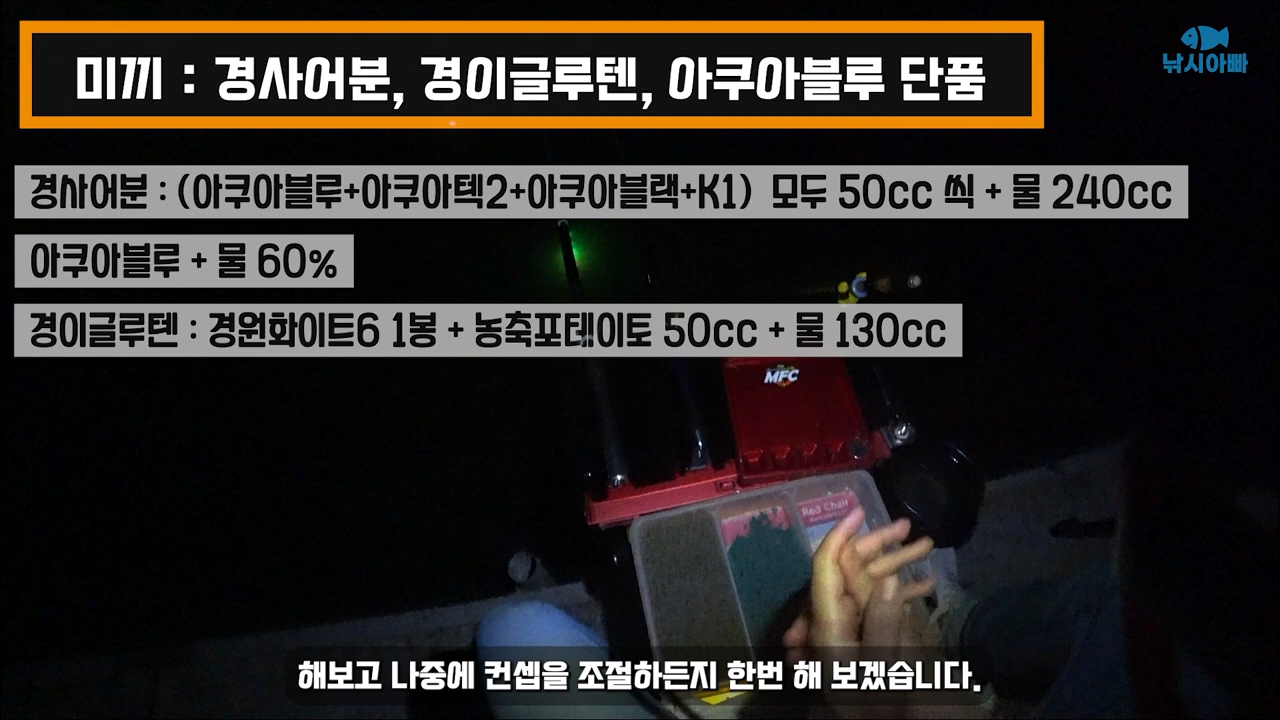 미끼 : 경사어분, 경이글루텐, 아쿠아블루 단품
낚시아빠
경사어분 : (아쿠아블루+아쿠아텍2+아쿠아블랙+K1) 모두 50cc 씩 + 물 240cc
아쿠아블루 + 물 60%
경이글루텐 : 경원화이트6 1봉 + 농축포테이토 50cc + 물 130cc
MFC
Red Chair
해보고 나중에 컨셉을 조절하든지 한번 해 보겠습니다.